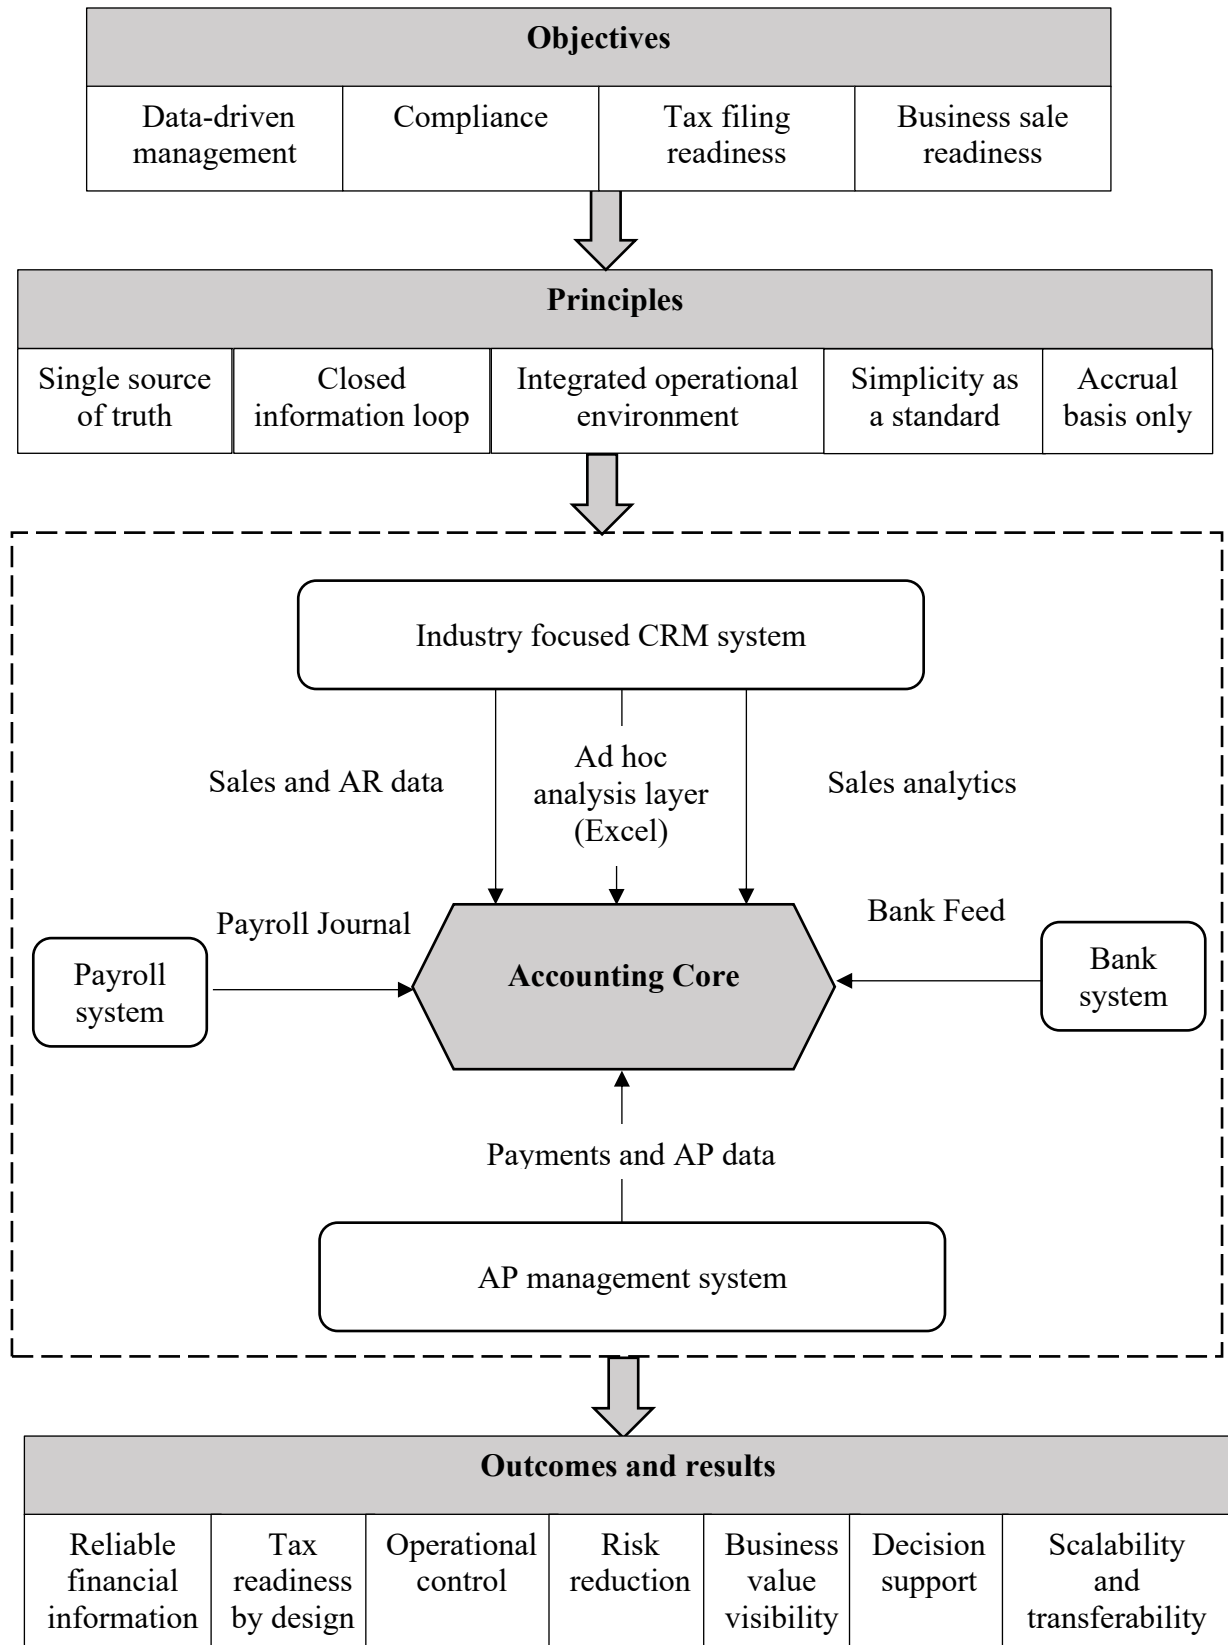 Objectives
Data-driven
management
Compliance
Tax filing
readiness
Business sale
readiness
Principles
Single source
of truth
Closed
information loop
Integrated operational
environment
Simplicity as
a standard
Accrual
basis only
Industry focused CRM system
Sales and AR data
Ad hoc
analysis layer
(Excel)
Sales analytics
Payroll Journal
Bank Feed
Payroll
system
Accounting Core
Bank
system
Payments and AP data
AP management system
Outcomes and results
Reliable
financial
information
Tax
readiness
by design
Operational
control
Risk
reduction
Business
value
visibility
Decision
support
Scalability
and
transferability